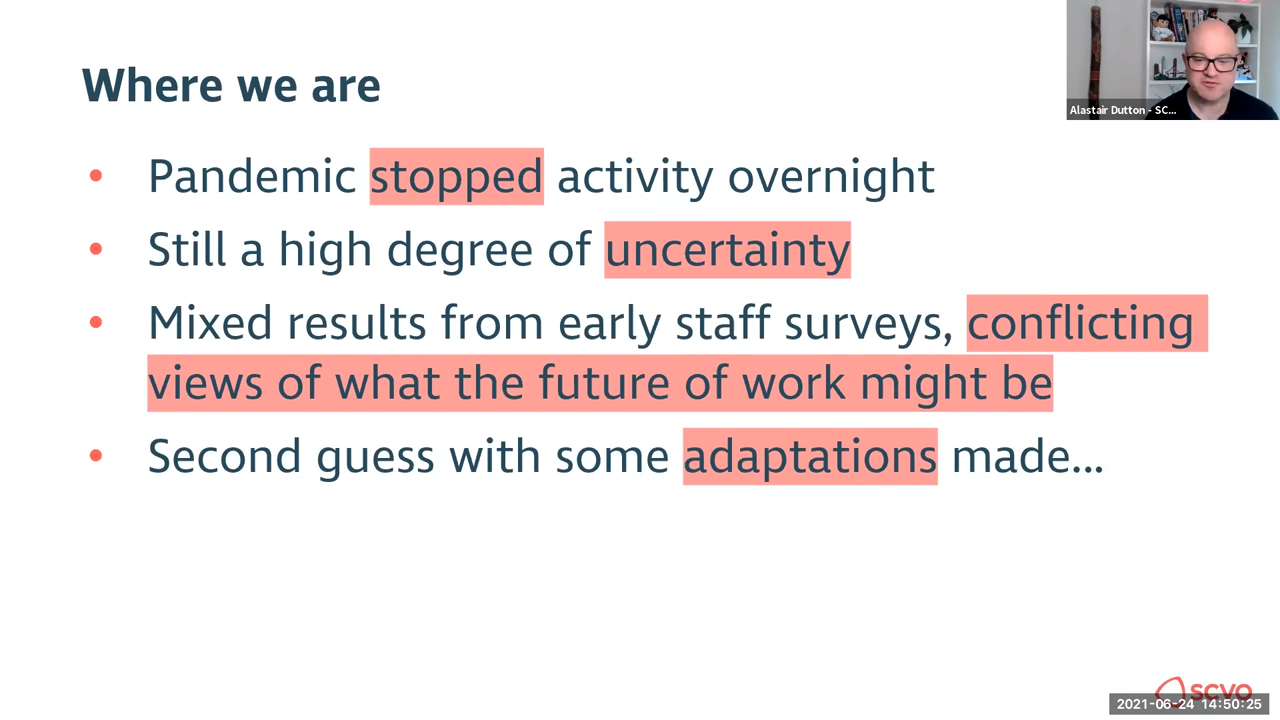 Where we are
Alastair Dutton - SC...
• Pandemic stopped activity overnight
• Still a high degree of uncertainty
• Mixed results from early staff surveys, conflicting
views of what the future of work might be
• Second guess with some adaptations made...
scvo
2021-06-24 14:50:25